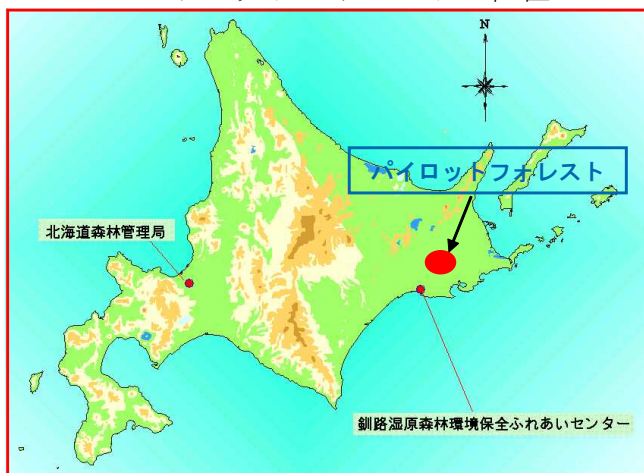 N
パイロットフォレスト
北海道森林管理局
釧路湿原森林環境保全ふれあいセンター